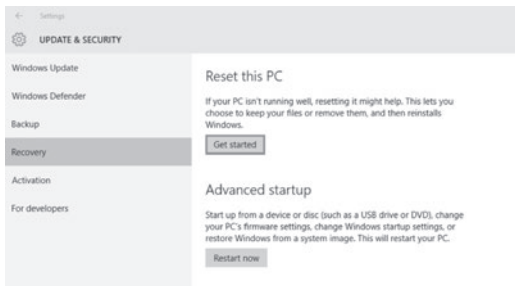 Settings
UPDATE & SECURITY
Windows Update
Windows Defender
Backup
Recovery
Activation
For developers
Reset this PC
If your PC isn't running well, resetting it might help. This lets you
choose to keep your files or remove them, and then reinstalls
Windows.
Get started
Advanced startup
Start up from a device or disc (such as a USB drive or DVD), change
your PC's firmware settings, change Windows startup settings, or
restore Windows from a system image. This will restart your PC.
Restart now